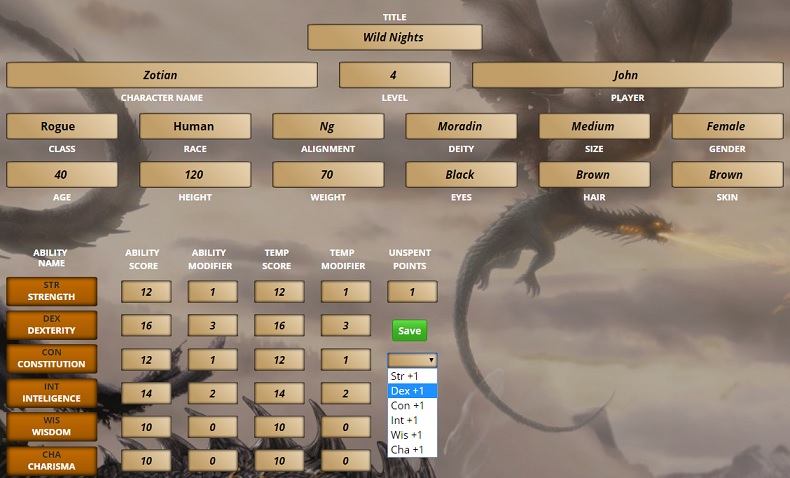 TITLE
Wild Nights
Zotian 4 John
CHARACTER NAME LEVEL PLAYER
Rogue Human Ng Moradin Medium Female
CLASS RACE ALIGNMENT DEITY SIZE GENDER
40 120 70 Black Brown Brown
AGE HEIGHT WEIGHT EYES HAIR SKIN
ABILITY ABILITY ABILITY TEMP TEMP UNSPENT
NAME SCORE MODIFIER SCORE MODIFIER POINTS
STR
STRENGTH 12 1 12 1 1
DEX
DEXTERITY 16 3 16 3 Save
CON
CONSTITUTION 12 1 12 1
Str +1
Dex +1
Con +1
Int +1
Wis +1
Cha +1
INT
INTELIGENCE 14 2 14 2
WIS
WISDOM 10 0 10 0
CHA
CHARISMA 10 0 10 0